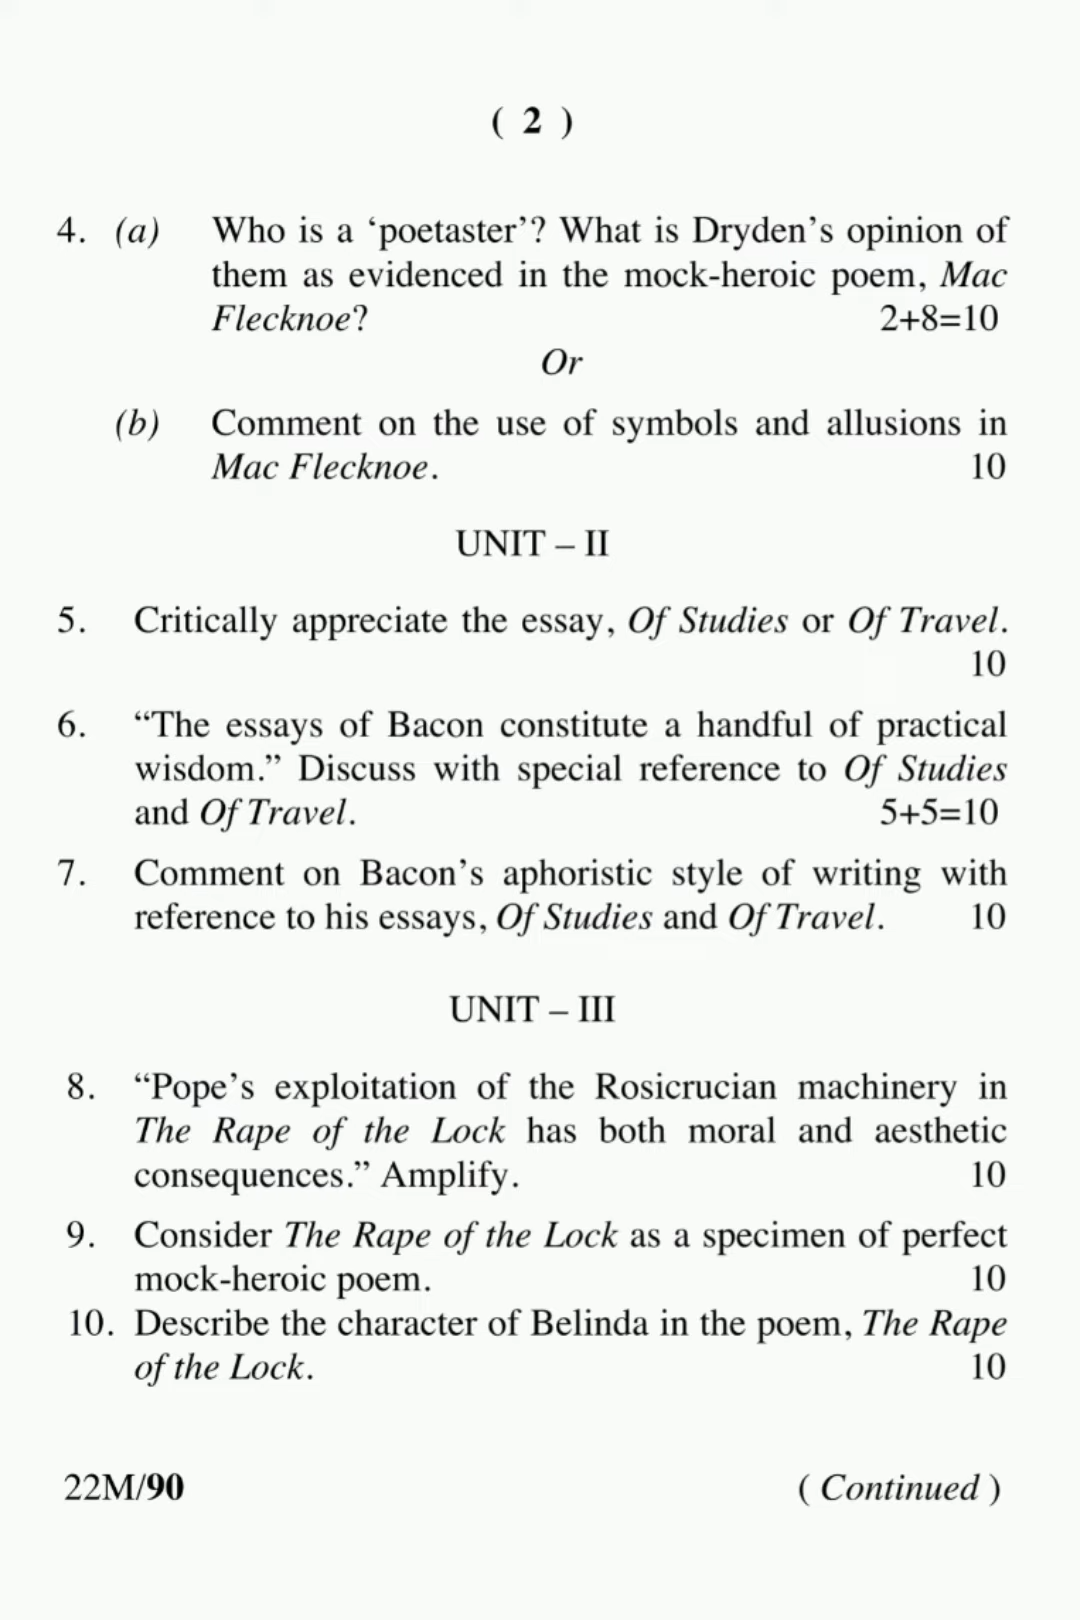 ( 2 )
4. (a) Who is a ‘poetaster’? What is Dryden’s opinion of
them as evidenced in the mock-heroic poem, Mac
Flecknoe? 2+8=10
Or
(b) Comment on the use of symbols and allusions in
Mac Flecknoe. 10
UNIT – II
5. Critically appreciate the essay, Of Studies or Of Travel.
10
6. “The essays of Bacon constitute a handful of practical
wisdom.” Discuss with special reference to Of Studies
and Of Travel. 5+5=10
7. Comment on Bacon’s aphoristic style of writing with
reference to his essays, Of Studies and Of Travel. 10
UNIT – III
8. “Pope’s exploitation of the Rosicrucian machinery in
The Rape of the Lock has both moral and aesthetic
consequences.” Amplify. 10
9. Consider The Rape of the Lock as a specimen of perfect
mock-heroic poem. 10
10. Describe the character of Belinda in the poem, The Rape
of the Lock. 10
22M/90 ( Continued )